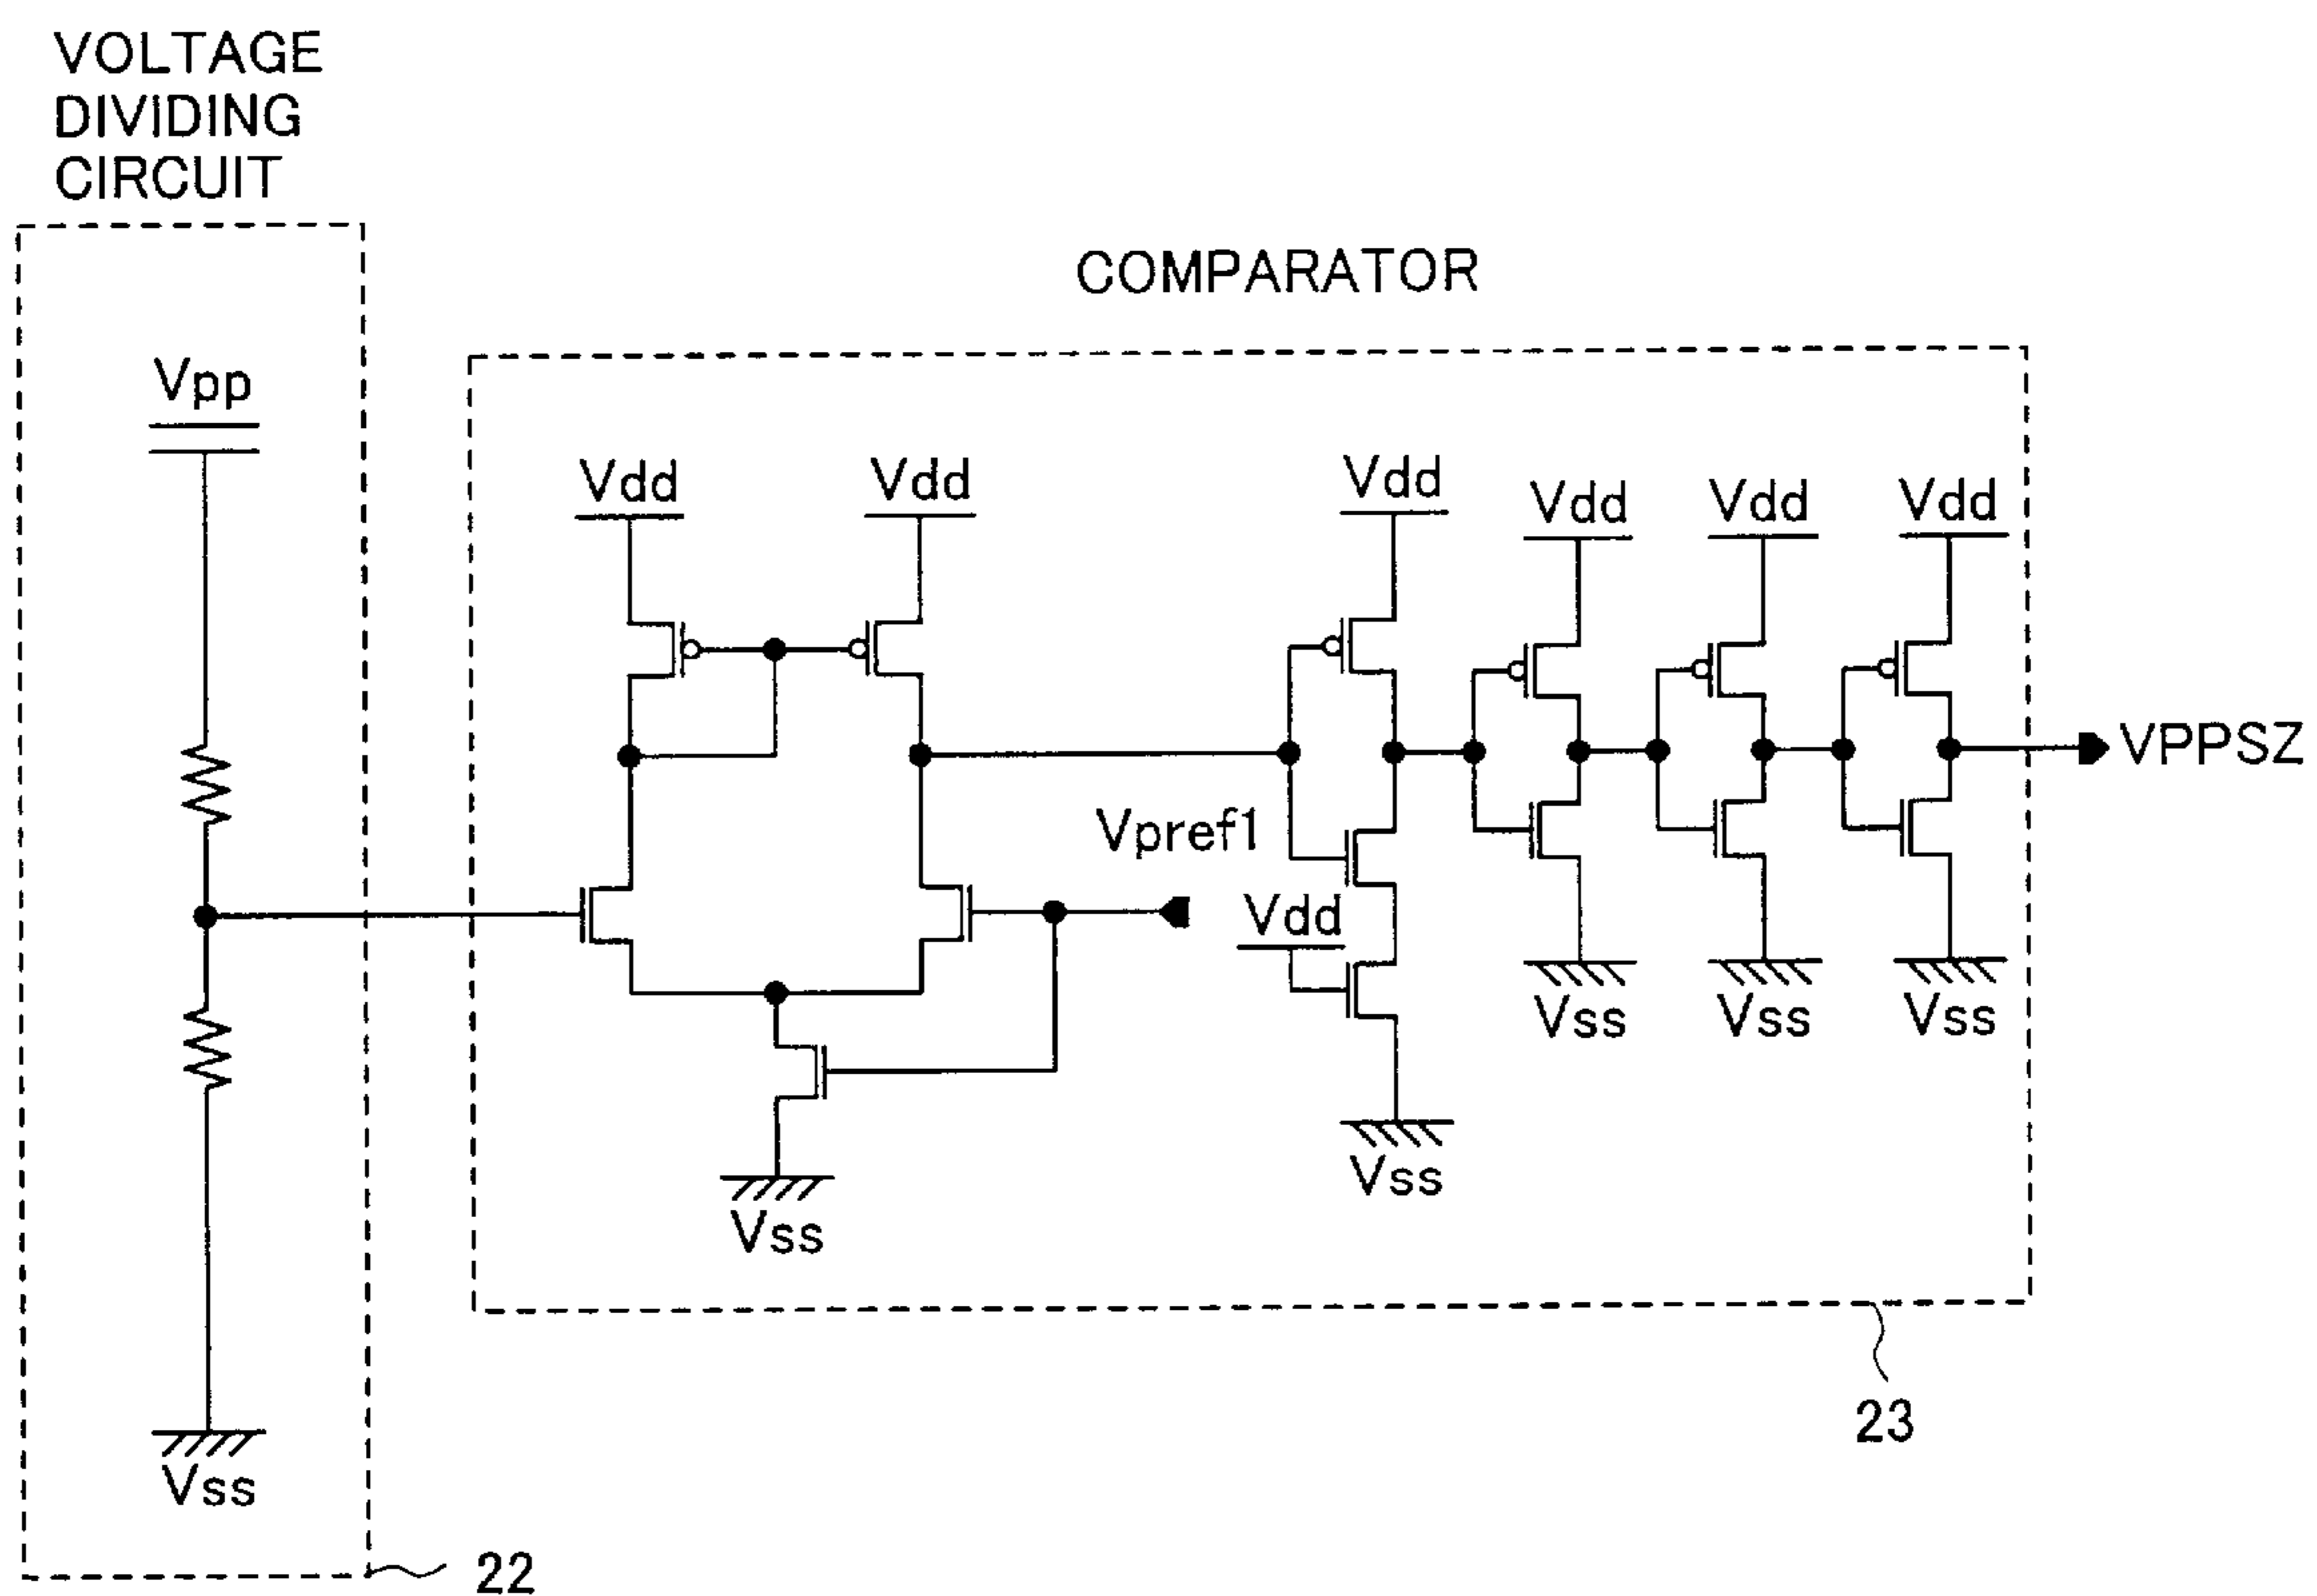 VOLTAGE
DIVIDING
CIRCUIT
COMPARATOR
Vpp
Vdd
Vdd
Vdd
Vdd
Vdd
Vdd
VPPSZ
Vpref1
Vdd
Vss
Vss
Vss
Vss
Vss
23
Vss
22